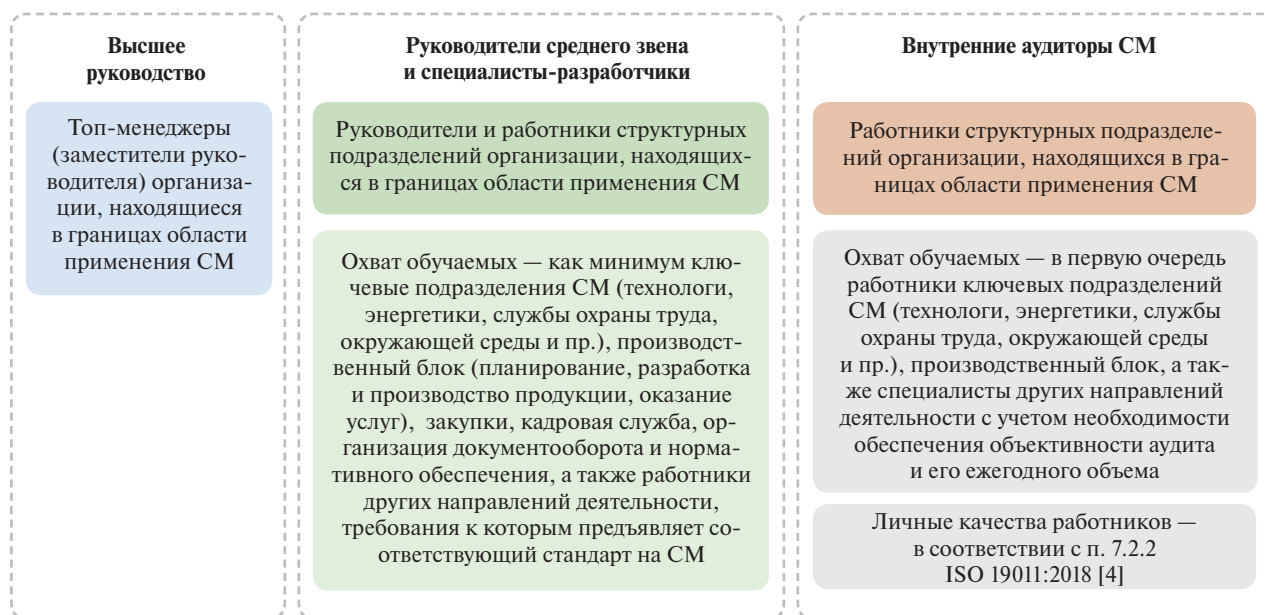 Высшее
руководство
Топ-менеджеры
(заместители руко-
водителя) организа-
ции, находящиеся
в границах области
применения СМ
Руководители среднего звена
и специалисты-разработчики
Руководители и работники структурных
подразделений организации, находящих-
ся в границах области применения СМ
Охват обучаемых — как минимум клю-
чевые подразделения СМ (технологи,
энергетики, службы охраны труда,
окружающей среды и пр.), производст-
венный блок (планирование, разработка
и производство продукции, оказание
услуг), закупки, кадровая служба, ор-
ганизация документооборота и норма-
тивного обеспечения, а также работники
других направлений деятельности,
требования к которым предъявляет со-
ответствующий стандарт на СМ
Внутренние аудиторы СМ
Работники структурных подразделе-
ний организации, находящихся в гра-
ницах области применения СМ
Охват обучаемых — в первую очередь
работники ключевых подразделений
СМ (технологи, энергетики, службы
охраны труда, окружающей среды
и пр.), производственный блок, а так-
же специалисты других направлений
деятельности с учетом необходимости
обеспечения объективности аудита
и его ежегодного объема
Личные качества работников —
в соответствии с п. 7.2.2
ISO 19011:2018 [4]